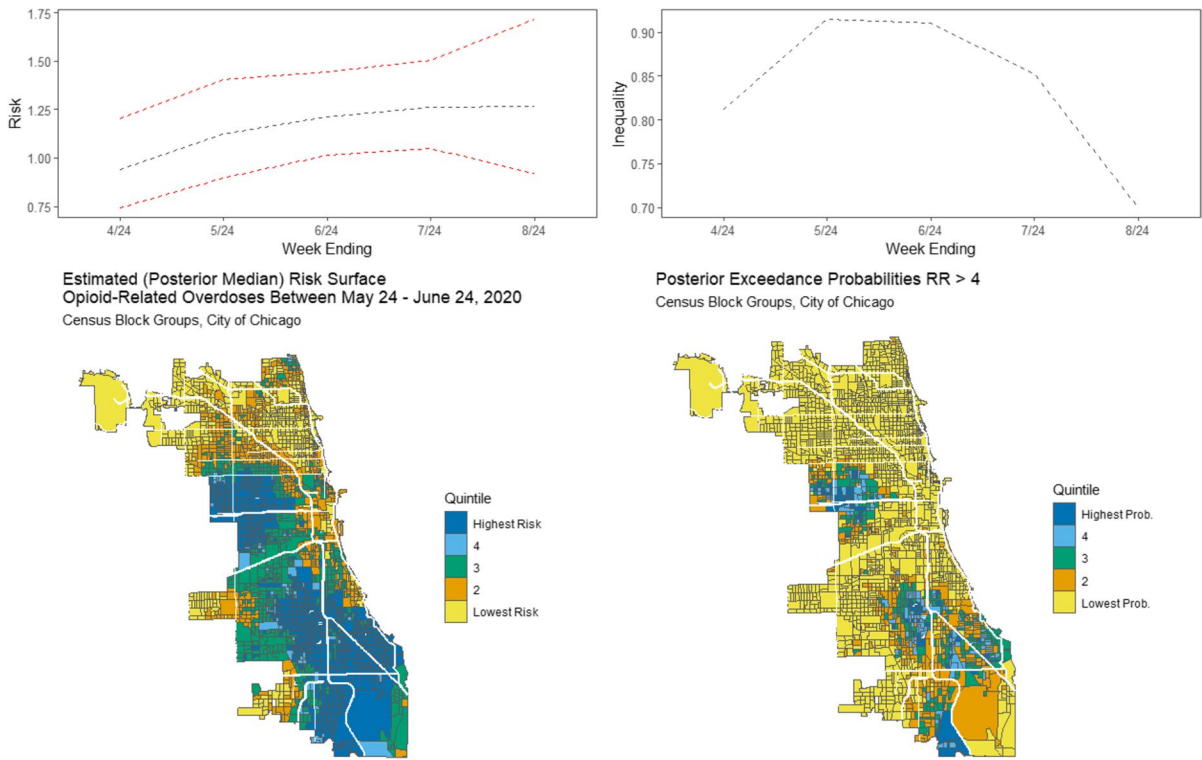 1.75
1.50
1.25
1.00
0.75
Risk
4/24 5/24 6/24 7/24 8/24
Week Ending
0.90
0.85
0.80
0.75
0.70
Inequality
4/24 5/24 6/24 7/24 8/24
Week Ending
Estimated (Posterior Median) Risk Surface
Opioid-Related Overdoses Between May 24 - June 24, 2020
Census Block Groups, City of Chicago
Quintile
Highest Risk
4
3
2
Lowest Risk
Posterior Exceedance Probabilities RR > 4
Census Block Groups, City of Chicago
Quintile
Highest Prob.
4
3
2
Lowest Prob.